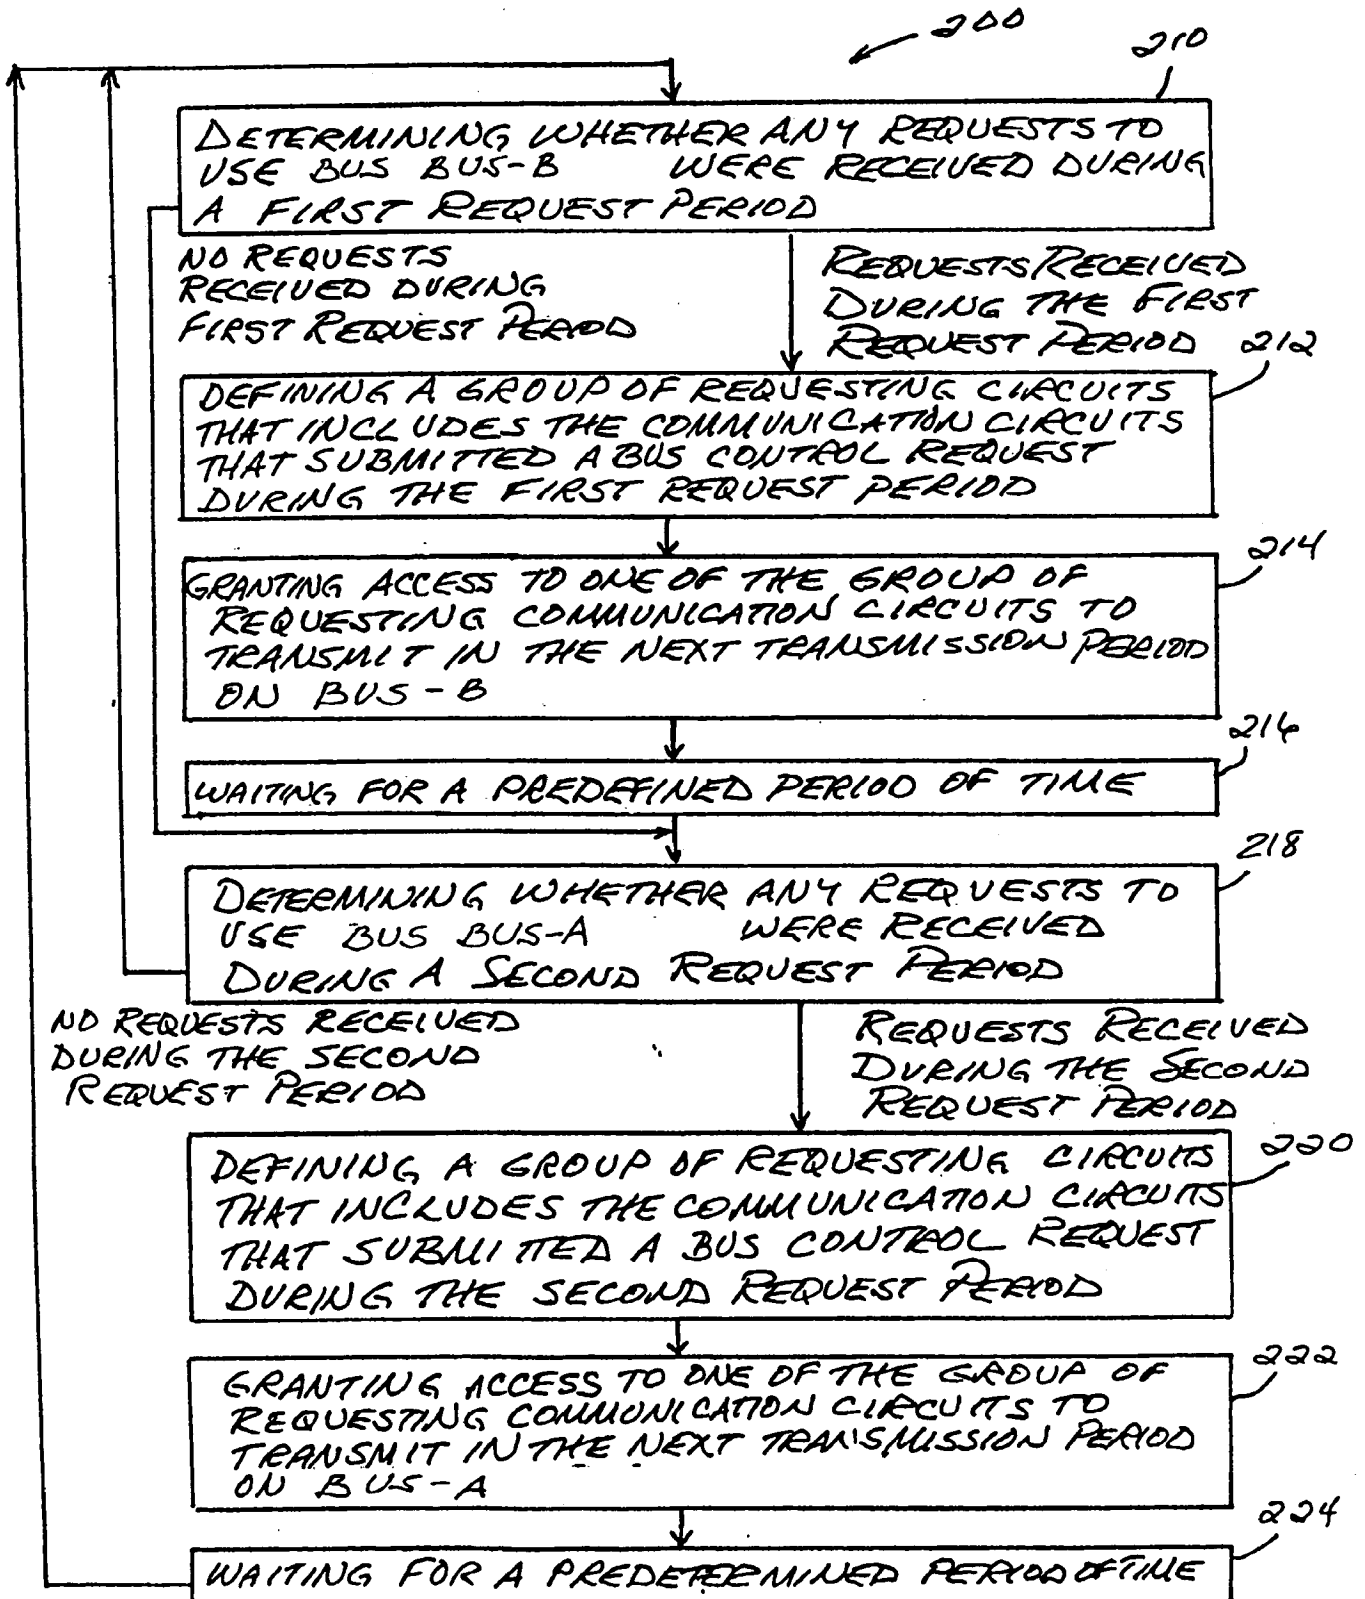 200
210
DETERMINING WHETHER ANY REQUESTS TO
USE BUS BUS-B WERE RECEIVED DURING
A FIRST REQUEST PERIOD
NO REQUESTS
RECEIVED DURING
FIRST REQUEST PERIOD
REQUESTS RECEIVED
DURING THE FIRST
REQUEST PERIOD
212
DEFINING A GROUP OF REQUESTING CIRCUITS
THAT INCLUDES THE COMMUNICATION CIRCUITS
THAT SUBMITTED A BUS CONTROL REQUEST
DURING THE FIRST REQUEST PERIOD
214
GRANTING ACCESS TO ONE OF THE GROUP OF
REQUESTING COMMUNICATION CIRCUITS TO
TRANSMIT IN THE NEXT TRANSMISSION PERIOD
ON BUS-B
216
WAITING FOR A PREDEFINED PERIOD OF TIME
218
DETERMINING WHETHER ANY REQUESTS TO
USE BUS BUS-A WERE RECEIVED
DURING A SECOND REQUEST PERIOD
NO REQUESTS RECEIVED
DURING THE SECOND
REQUEST PERIOD
REQUESTS RECEIVED
DURING THE SECOND
REQUEST PERIOD
220
DEFINING A GROUP OF REQUESTING CIRCUITS
THAT INCLUDES THE COMMUNICATION CIRCUITS
THAT SUBMITTED A BUS CONTROL REQUEST
DURING THE SECOND REQUEST PERIOD
222
GRANTING ACCESS TO ONE OF THE GROUP OF
REQUESTING COMMUNICATION CIRCUITS TO
TRANSMIT IN THE NEXT TRANSMISSION PERIOD
ON BUS-A
224
WAITING FOR A PREDETERMINED PERIOD OF TIME